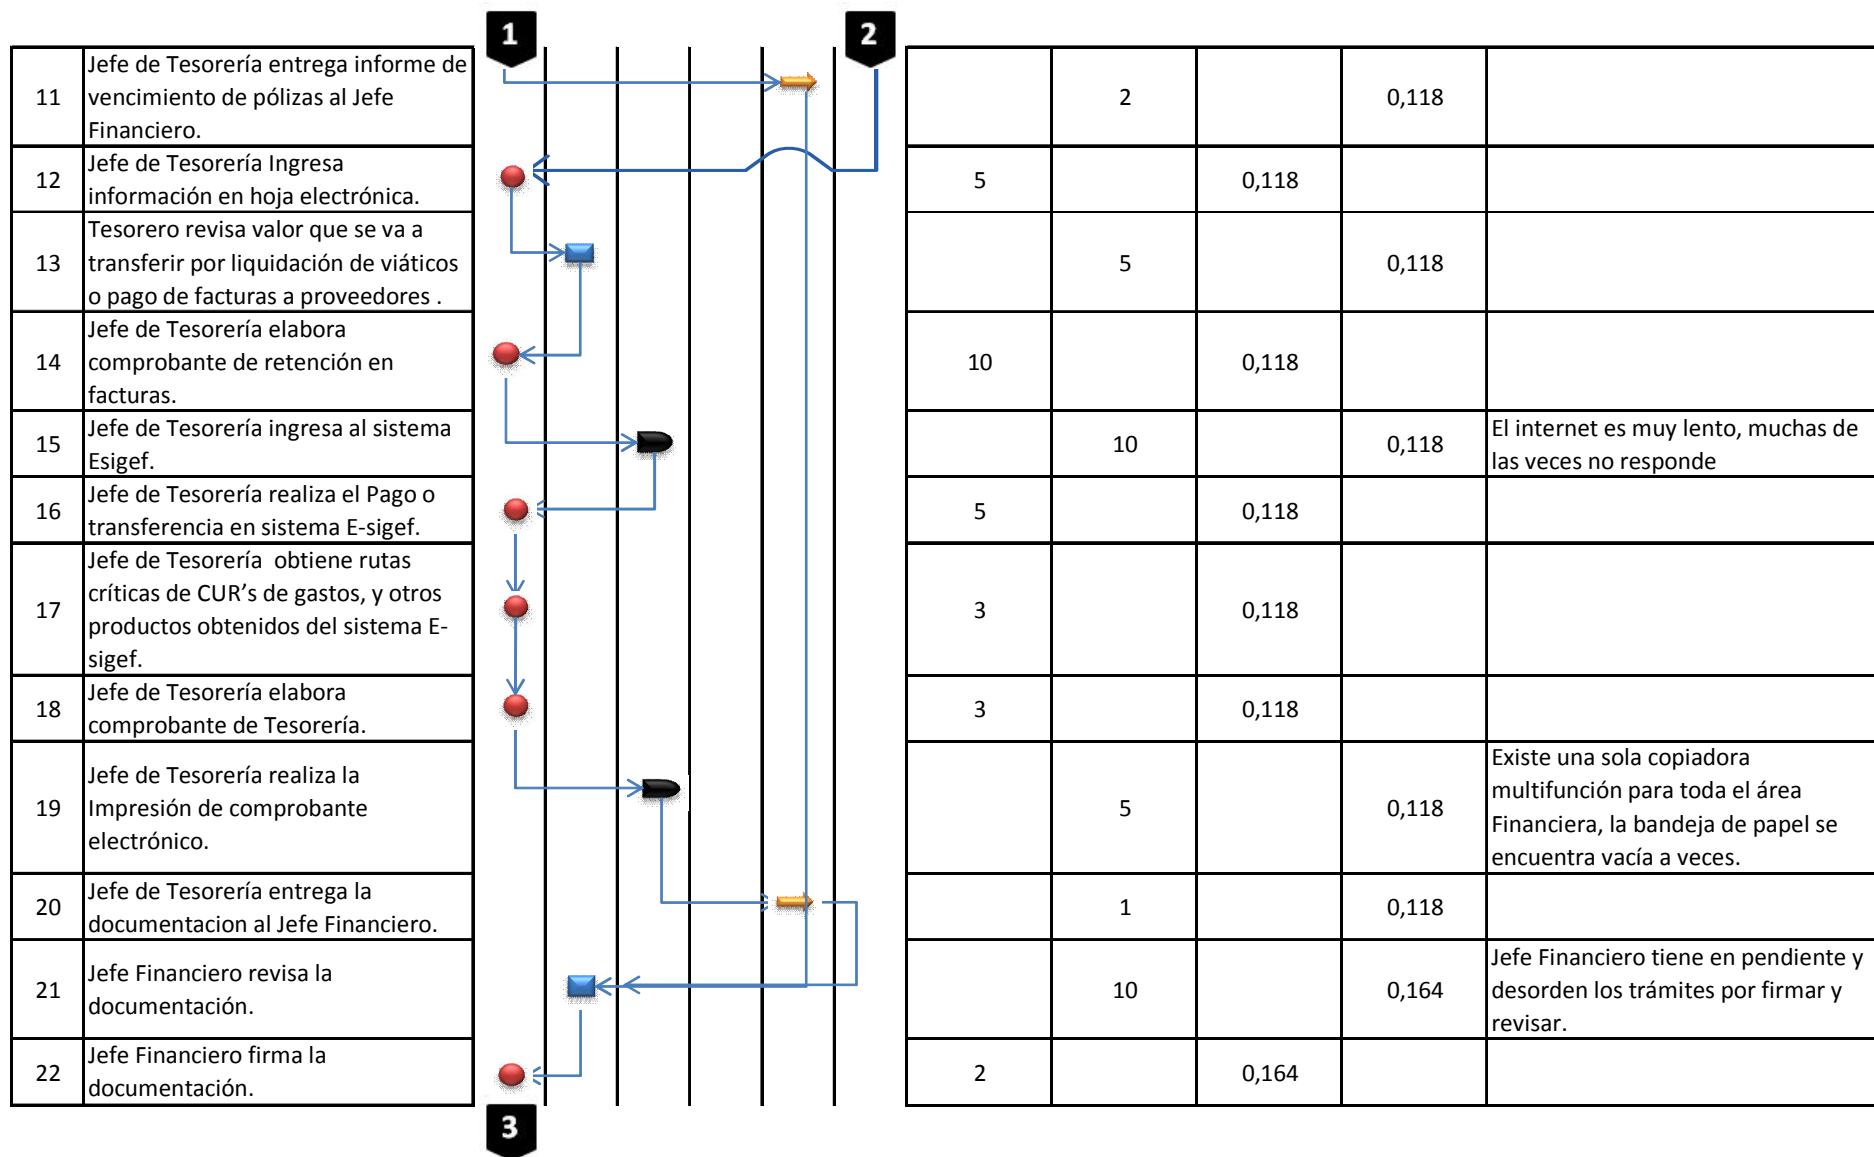 1
2
11
Jefe de Tesorería entrega informe de
vencimiento de pólizas al Jefe
Financiero.
2
0,118
12
Jefe de Tesorería Ingresa
información en hoja electrónica.
5
0,118
13
Tesorero revisa valor que se va a
transferir por liquidación de viáticos
o pago de facturas a proveedores .
5
0,118
14
Jefe de Tesorería elabora
comprobante de retención en
facturas.
10
0,118
15
Jefe de Tesorería ingresa al sistema
Esigef.
10
0,118
El internet es muy lento, muchas de
las veces no responde
16
Jefe de Tesorería realiza el Pago o
transferencia en sistema E-sigef.
5
0,118
17
Jefe de Tesorería  obtiene rutas
críticas de CUR’s de gastos, y otros
productos obtenidos del sistema E-
sigef.
3
0,118
18
Jefe de Tesorería elabora
comprobante de Tesorería.
3
0,118
19
Jefe de Tesorería realiza la
Impresión de comprobante
electrónico.
5
0,118
Existe una sola copiadora
multifunción para toda el área
Financiera, la bandeja de papel se
encuentra vacía a veces.
20
Jefe de Tesorería entrega la
documentacion al Jefe Financiero.
1
0,118
21
Jefe Financiero revisa la
documentación.
10
0,164
Jefe Financiero tiene en pendiente y
desorden los trámites por firmar y
revisar.
22
Jefe Financiero firma la
documentación.
2
0,164
3